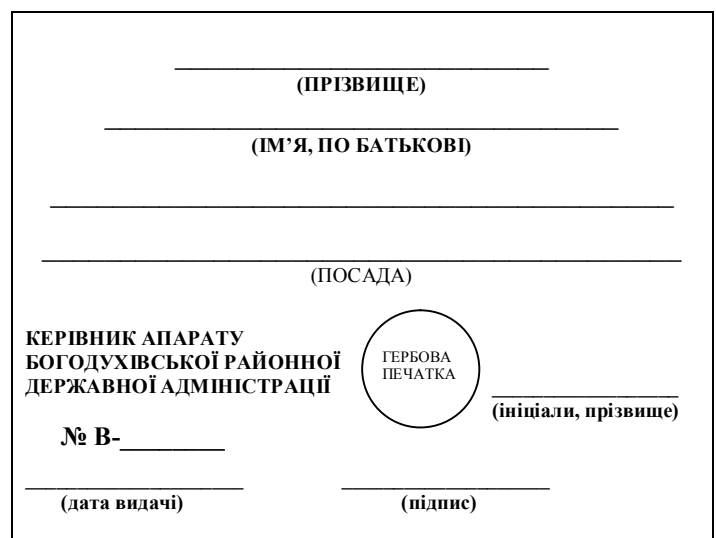 (ПРІЗВИЩЕ)
(ІМ’Я, ПО БАТЬКОВІ)
(ПОСАДА)
КЕРІВНИК АПАРАТУ
БОГОДУХІВСЬКОЇ РАЙОННОЇ
ДЕРЖАВНОЇ АДМІНІСТРАЦІЇ
ГЕРБОВА
ПЕЧАТКА
(ініціали, прізвище)
№ В-________
(дата видачі) (підпис)